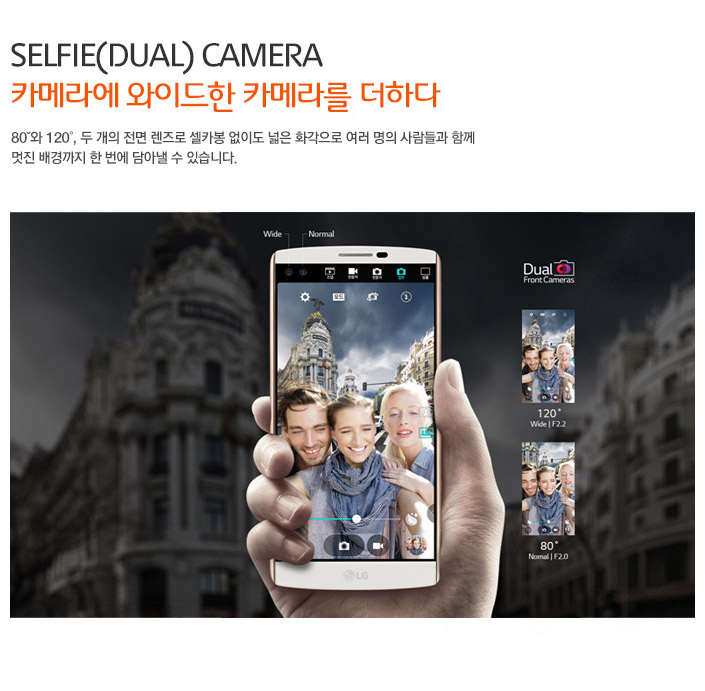 SELFIE(DUAL) CAMERA
카메라에 와이드한 카메라를 더하다
80˚와 120˚, 두 개의 전면 렌즈로 셀카봉 없이도 넓은 화각으로 여러 명의 사람들과 함께
멋진 배경까지 한 번에 담아낼 수 있습니다.
Wide
Normal
모드
LG
Dual
Front Cameras
120˚
Wide | F2.2
80˚
Nomal | F2.0